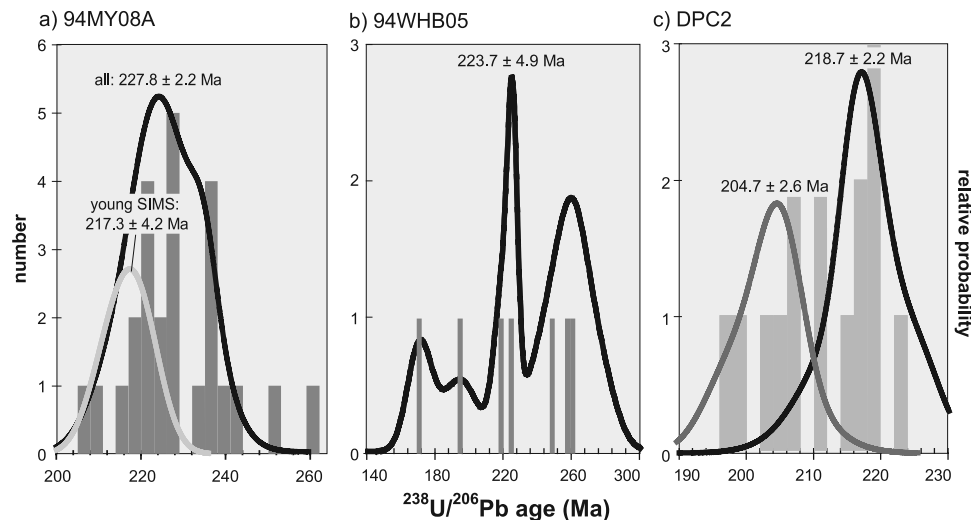 a) 94MY08A
b) 94WHB05
c) DPC2
6
5
4
3
2
1
0
number
all: 227.8 ± 2.2 Ma
young SIMS:
217.3 ± 4.2 Ma
200 220 240 260
3
2
1
0
223.7 ± 4.9 Ma
140 180 220 260 300
3
2
1
0
218.7 ± 2.2 Ma
204.7 ± 2.6 Ma
190 200 210 220 230
relative probability
²³⁸U/²⁰⁶Pb age (Ma)